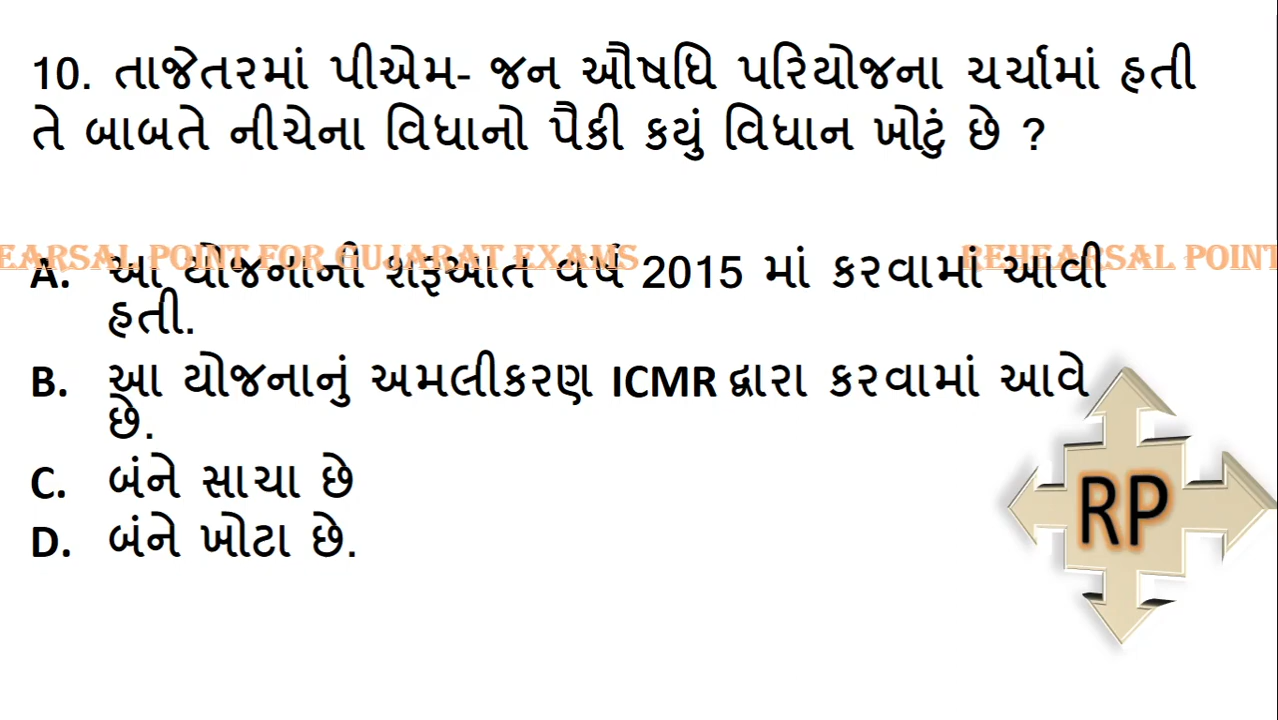 10. તાજેતરમાં પીએમ- જન ઔષધિ પરિયોજના ચર્ચામાં હતી
તે બાબતે નીચેના વિધાનો પૈકી કયું વિધાન ખોટું છે ?
EARSAL POINT FOR GUJARAT EXAMS REHEARSAL POINT
A. આ યોજનાની શરૂઆત વર્ષ 2015 માં કરવામાં આવી
હતી.
B. આ યોજનાનું અમલીકરણ ICMR દ્વારા કરવામાં આવે
છે.
C. બંને સાચા છે
D. બંને ખોટા છે.
RP